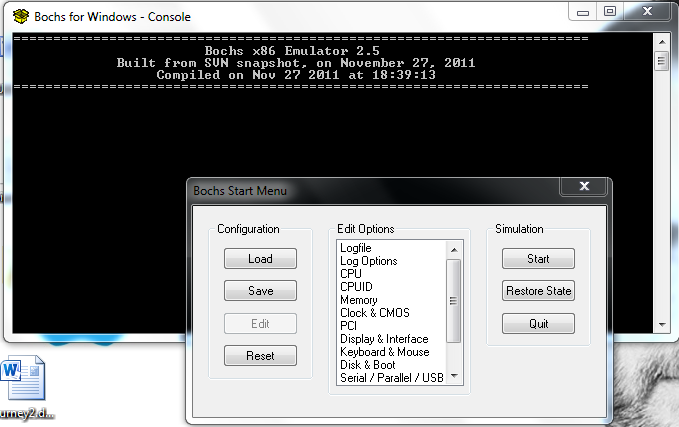 Bochs for Windows - Console
Bochs x86 Emulator 2.5
Built from SVN snapshot, on November 27, 2011
Compiled on Nov 27 2011 at 18:39:13
Bochs Start Menu
Configuration
Load
Save
Edit
Reset
Edit Options
Logfile
Log Options
CPU
CPUID
Memory
Clock & CMOS
PCI
Display & Interface
Keyboard & Mouse
Disk & Boot
Serial / Parallel / USB
Simulation
Start
Restore State
Quit
urney2.d...